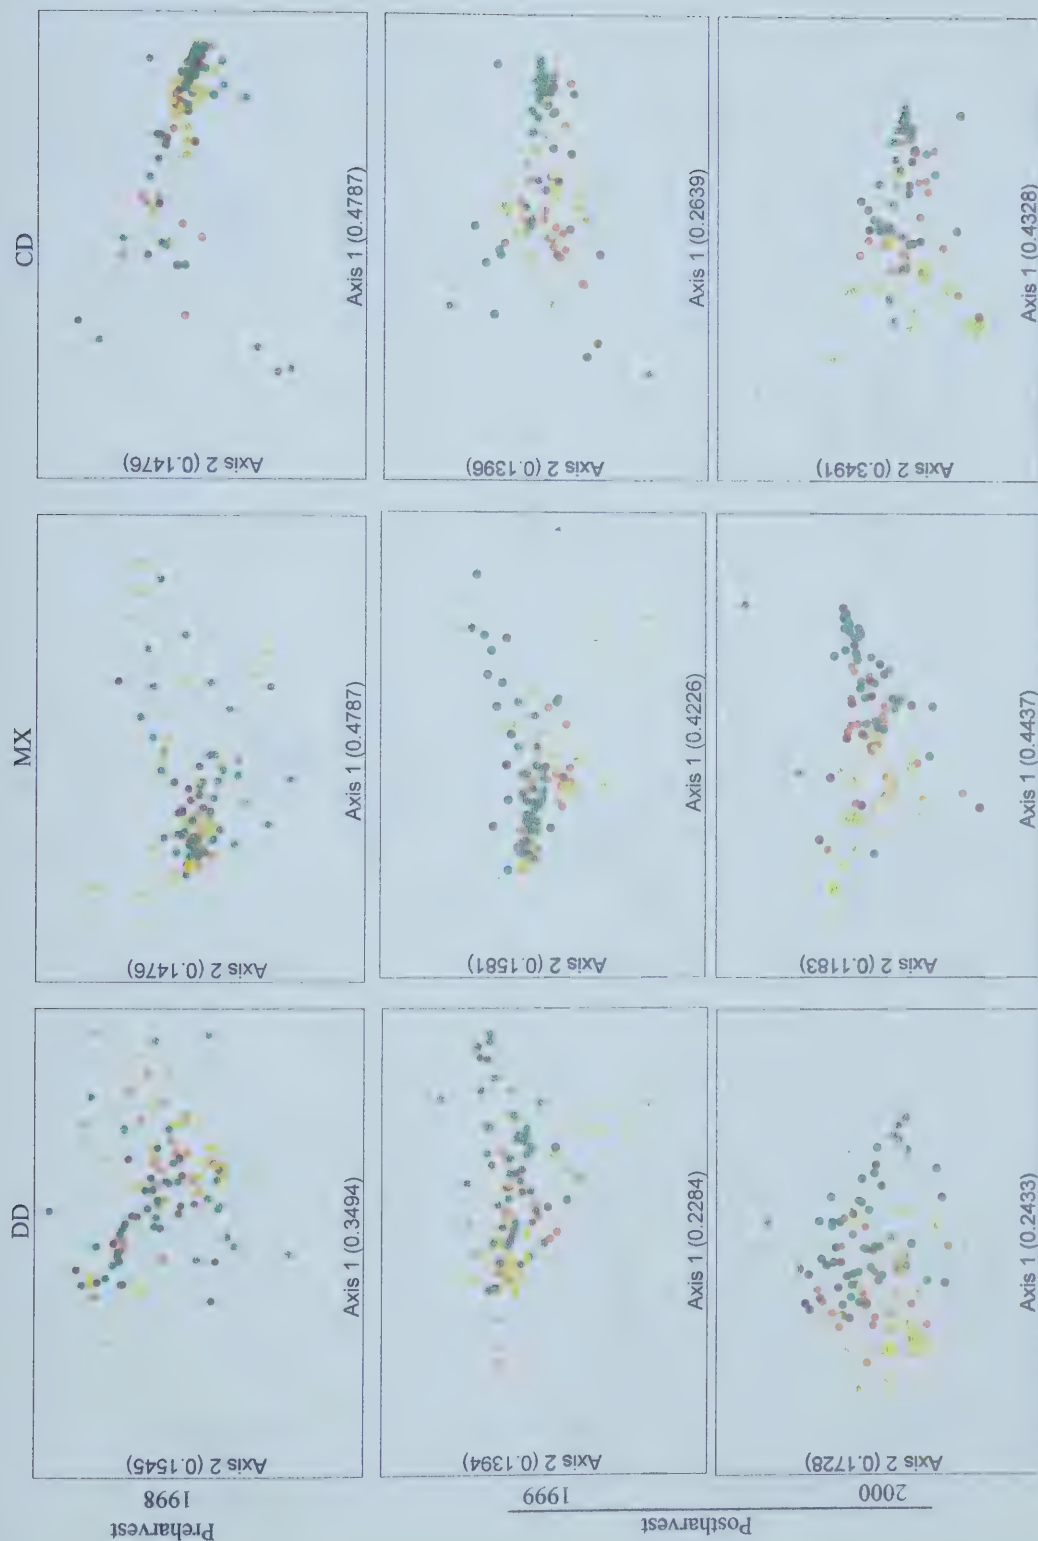 DD
MX
CD
Preharvest
1998
Axis 2 (0.1545)
Axis 1 (0.3494)
Axis 2 (0.1476)
Axis 1 (0.4787)
Axis 2 (0.1476)
Axis 1 (0.4787)
Postharvest
1999
Axis 2 (0.1394)
Axis 1 (0.2284)
Axis 2 (0.1581)
Axis 1 (0.4226)
Axis 2 (0.1396)
Axis 1 (0.2639)
2000
Axis 2 (0.1728)
Axis 1 (0.2433)
Axis 2 (0.1183)
Axis 1 (0.4437)
Axis 2 (0.3491)
Axis 1 (0.4328)